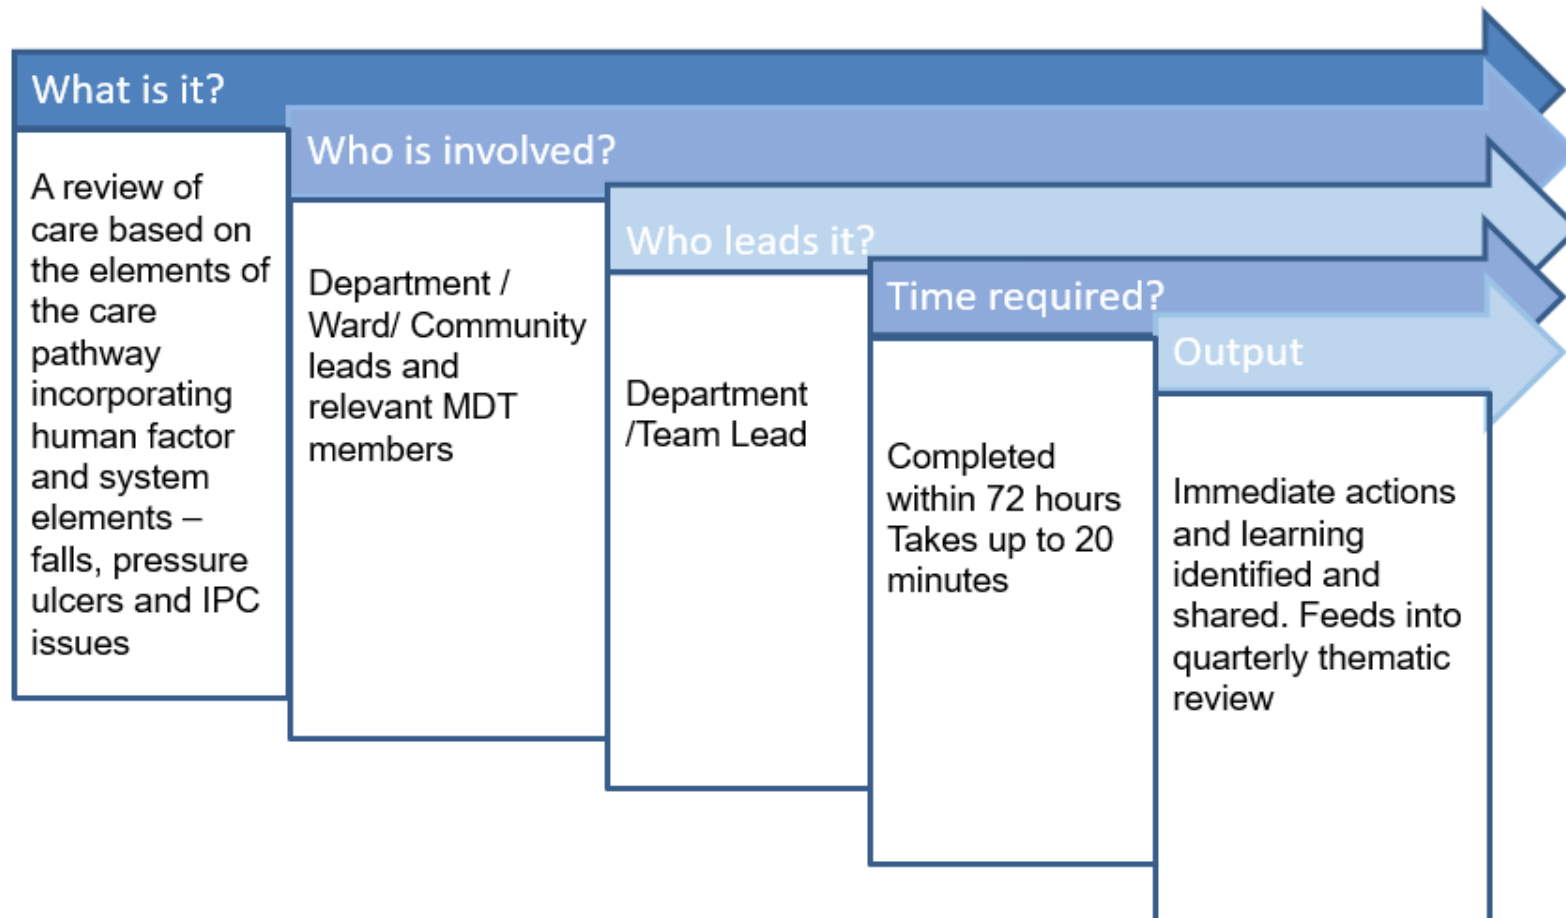 What is it?
A review of
care based on
the elements of
the care
pathway
incorporating
human factor
and system
elements –
falls, pressure
ulcers and IPC
issues
Who is involved?
Department /
Ward/ Community
leads and
relevant MDT
members
Who leads it?
Department
/Team Lead
Time required?
Completed
within 72 hours
Takes up to 20
minutes
Output
Immediate actions
and learning
identified and
shared. Feeds into
quarterly thematic
review